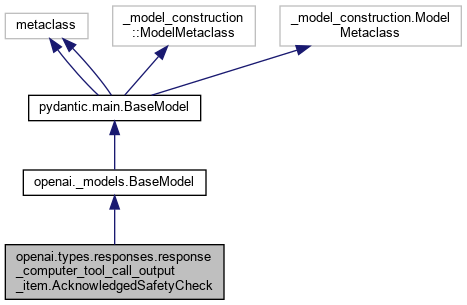 metaclass
_model_construction
::ModelMetaclass
_model_construction.Model
Metaclass
pydantic.main.BaseModel
openai._models.BaseModel
openai.types.responses.response
_computer_tool_call_output
_item.AcknowledgedSafetyCheck